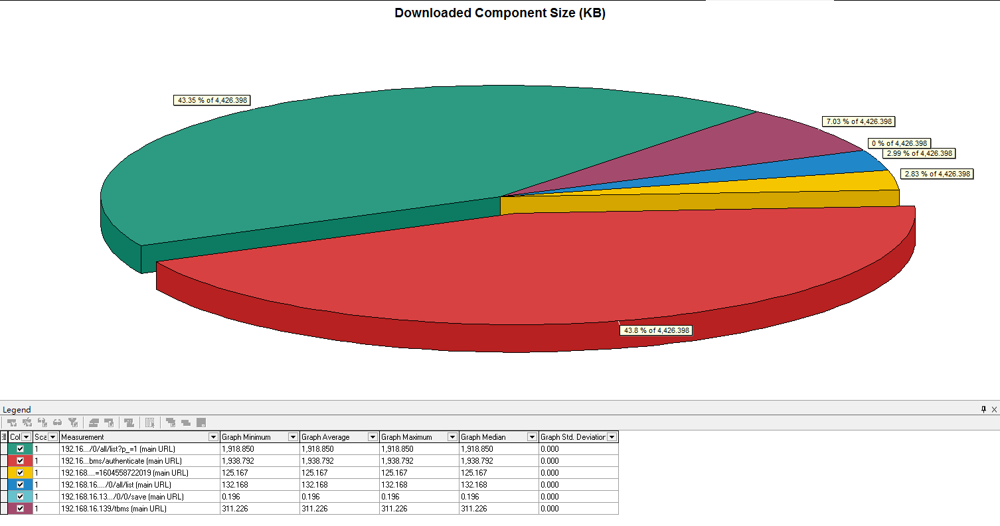 Downloaded Component Size (KB)
43.35 % of 4,426.398
7.03 % of 4,426.398
0 % of 4,426.398
2.99 % of 4,426.398
2.83 % of 4,426.398
43.8 % of 4,426.398
Legend
Col Sca Measurement Graph Minimum Graph Average Graph Maximum Graph Median Graph Std. Deviation
1 192.16.../0/all/list?p_=1 (main URL) 1,918.850 1,918.850 1,918.850 1,918.850 0.000
1 192.16...bms/authenticate (main URL) 1,938.792 1,938.792 1,938.792 1,938.792 0.000
1 192.168....=1604558722019 (main URL) 125.167 125.167 125.167 125.167 0.000
1 192.168.16..../0/all/list (main URL) 132.168 132.168 132.168 132.168 0.000
1 192.168.16.13.../0/0/save (main URL) 0.196 0.196 0.196 0.196 0.000
1 192.168.16.139/tbms (main URL) 311.226 311.226 311.226 311.226 0.000